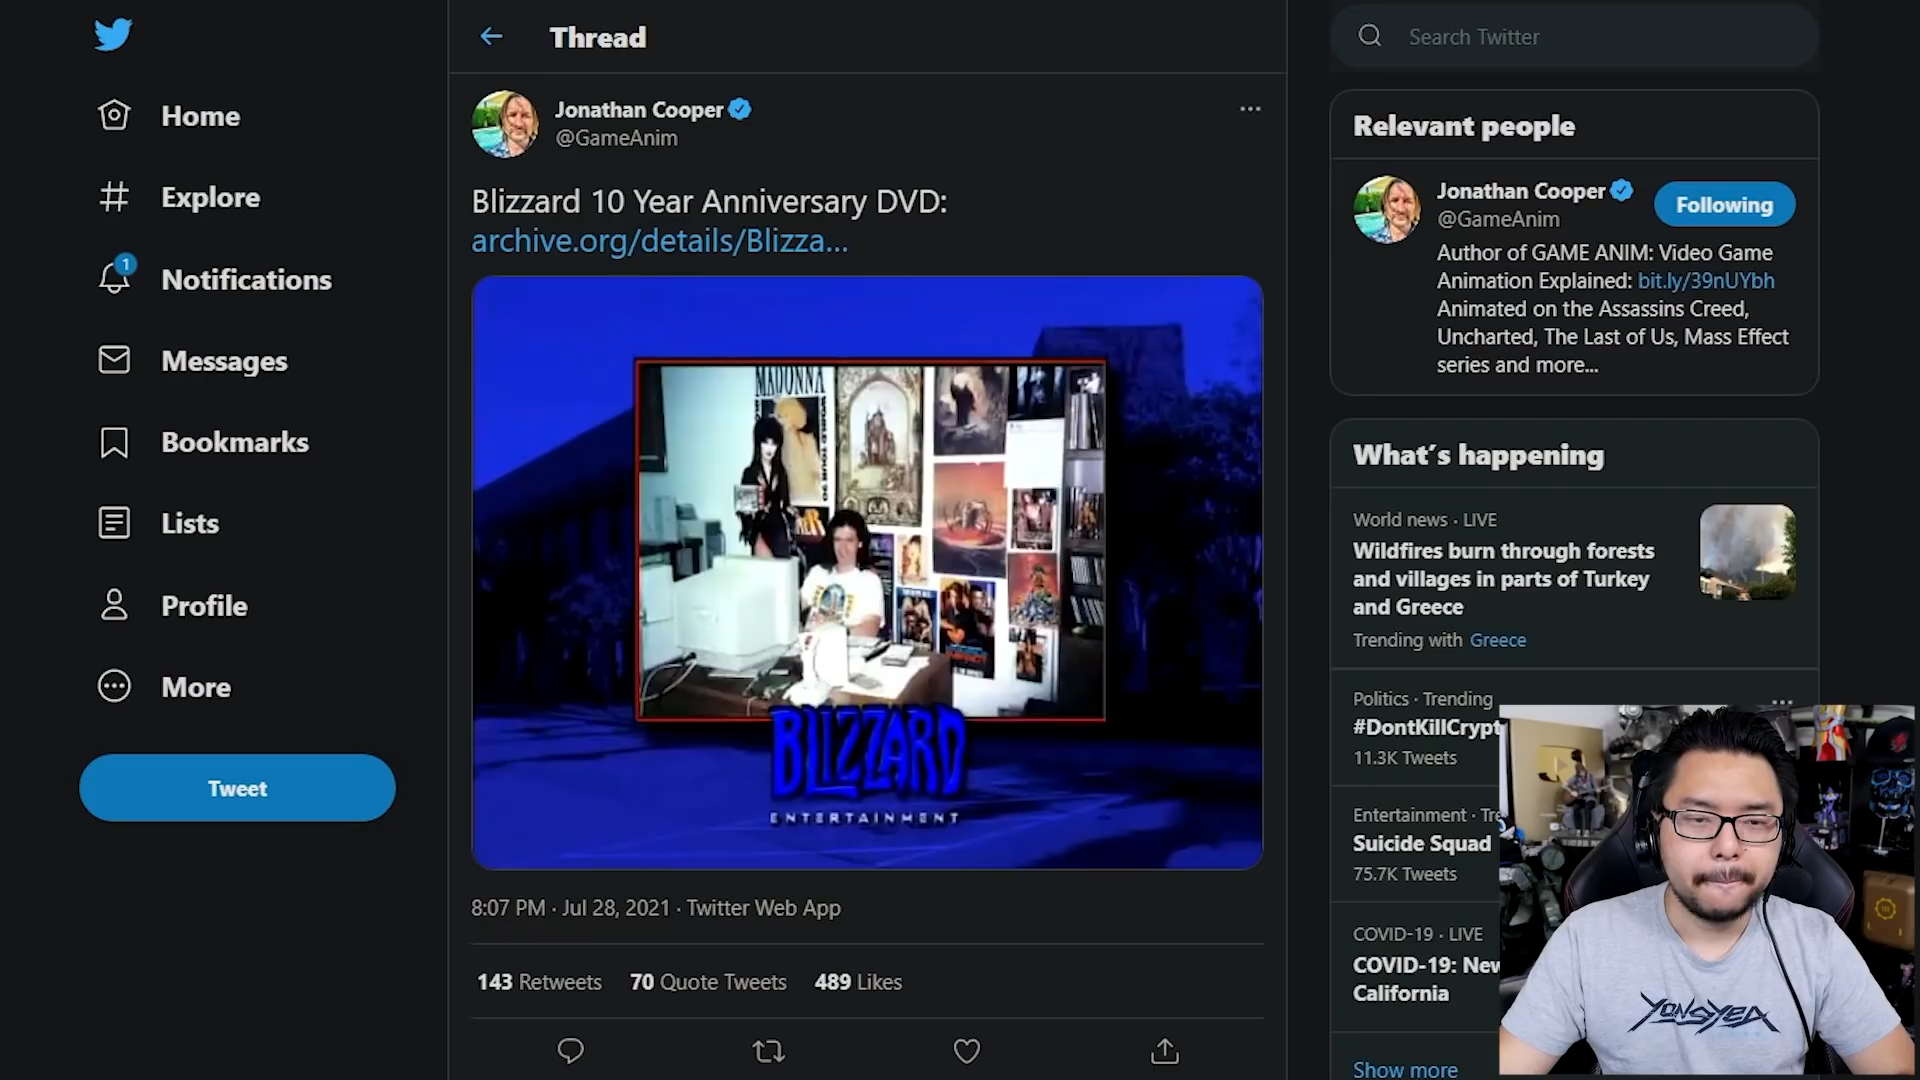 Home
Explore
1
Notifications
Messages
Bookmarks
Lists
Profile
More
Tweet
Thread
Jonathan Cooper
@GameAnim
Blizzard 10 Year Anniversary DVD:
archive.org/details/Blizza...
MADONNA
BLIZZARD
ENTERTAINMENT
8:07 PM · Jul 28, 2021 · Twitter Web App
143 Retweets 70 Quote Tweets 489 Likes
Search Twitter
Relevant people
Jonathan Cooper
@GameAnim
Following
Author of GAME ANIM: Video Game
Animation Explained: bit.ly/39nUYbh
Animated on the Assassins Creed,
Uncharted, The Last of Us, Mass Effect
series and more...
What's happening
World news · LIVE
Wildfires burn through forests
and villages in parts of Turkey
and Greece
Trending with Greece
Politics · Trending
#DontKillCrypt
11.3K Tweets
Entertainment · Tre
Suicide Squad
75.7K Tweets
COVID-19 · LIVE
COVID-19: New
California
Show more
YONGYEA